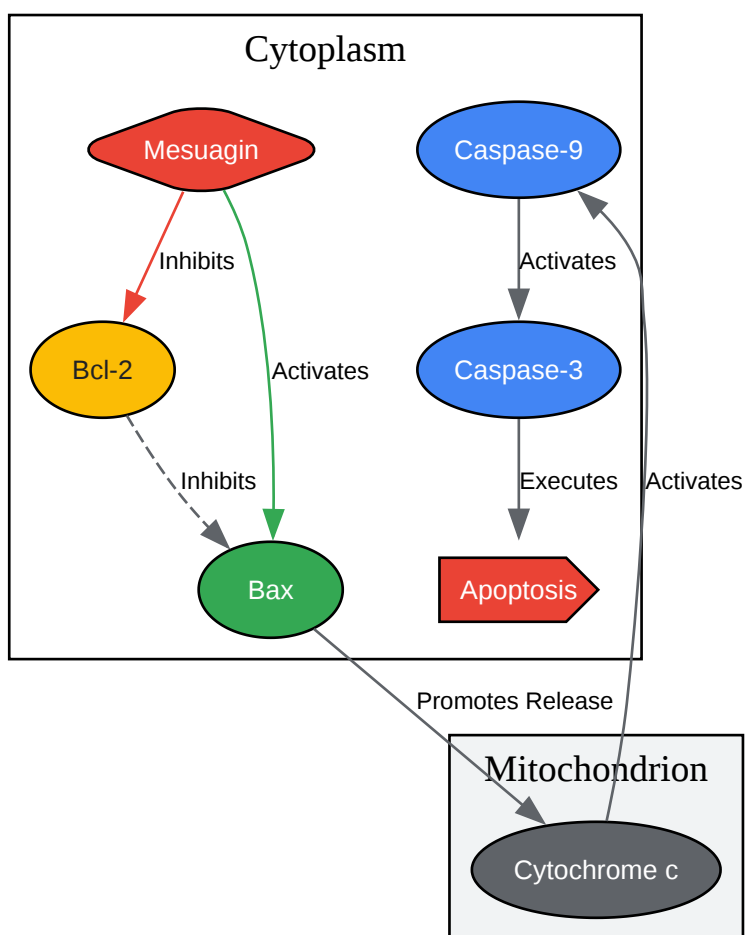 Cytoplasm
Mesuagin
Caspase-9
Inhibits
Activates
Bcl-2
Activates
Caspase-3
Inhibits
Executes
Activates
Bax
Apoptosis
Promotes Release
Mitochondrion
Cytochrome c